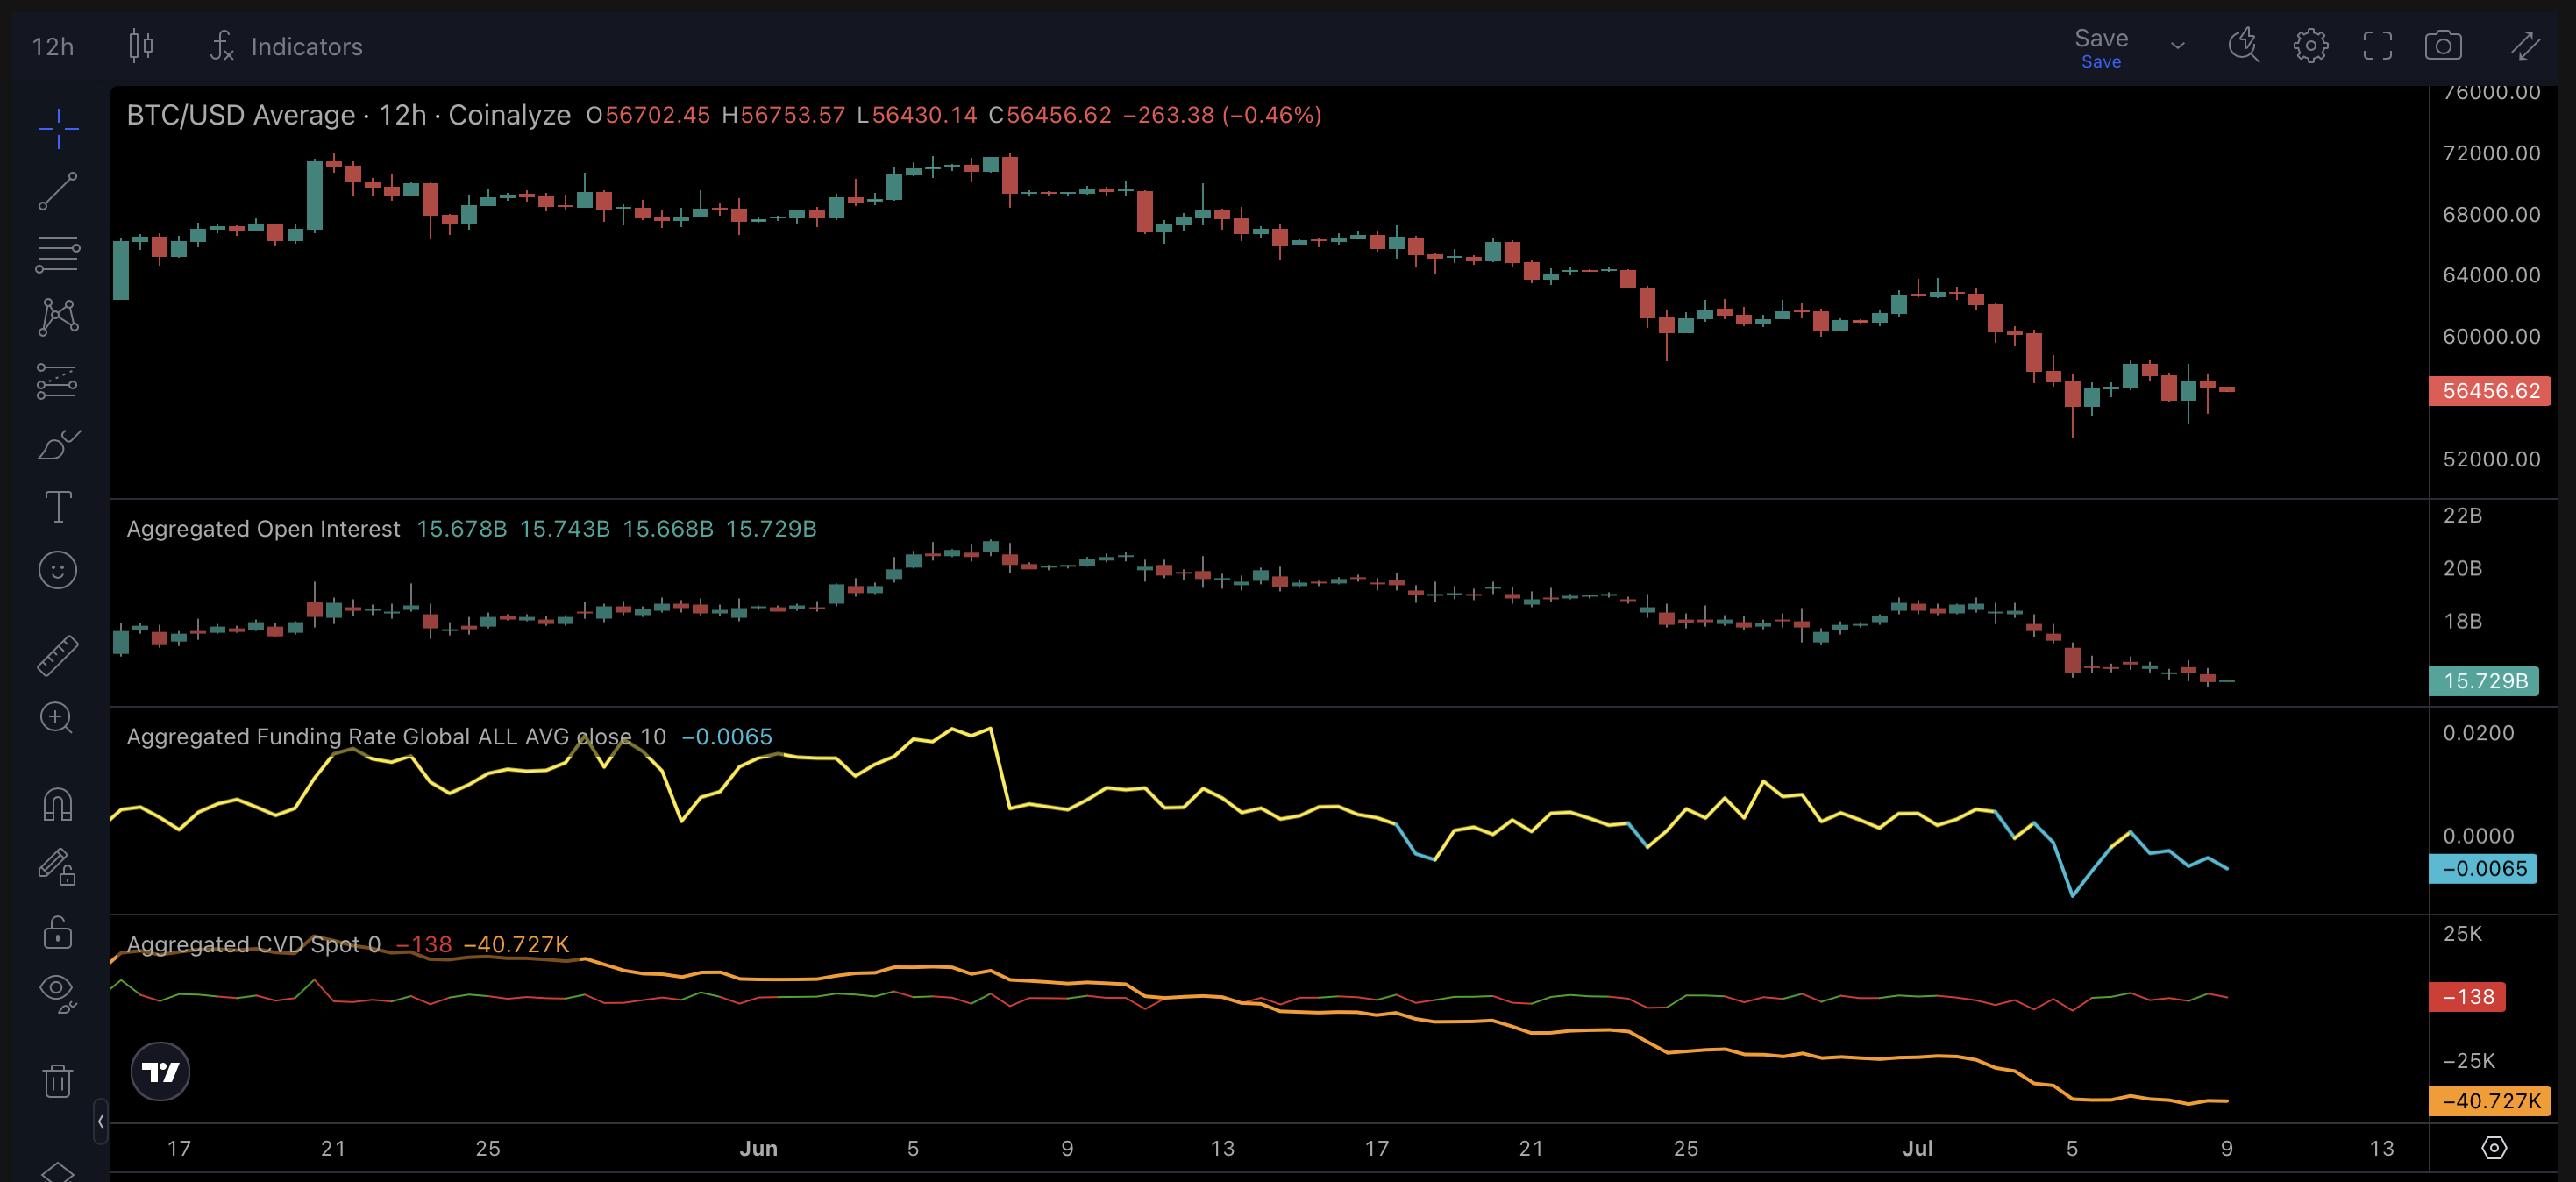 12h Indicators Save
Save
BTC/USD Average · 12h · Coinalyze O56702.45 H56753.57 L56430.14 C56456.62 −263.38 (−0.46%)
76000.00
72000.00
68000.00
64000.00
60000.00
56456.62
52000.00
Aggregated Open Interest 15.678B 15.743B 15.668B 15.729B
22B
20B
18B
15.729B
Aggregated Funding Rate Global ALL AVG close 10 −0.0065
0.0200
0.0000
−0.0065
Aggregated CVD Spot 0 −138 −40.727K
25K
−138
−25K
−40.727K
17 21 25 Jun 5 9 13 17 21 25 Jul 5 9 13